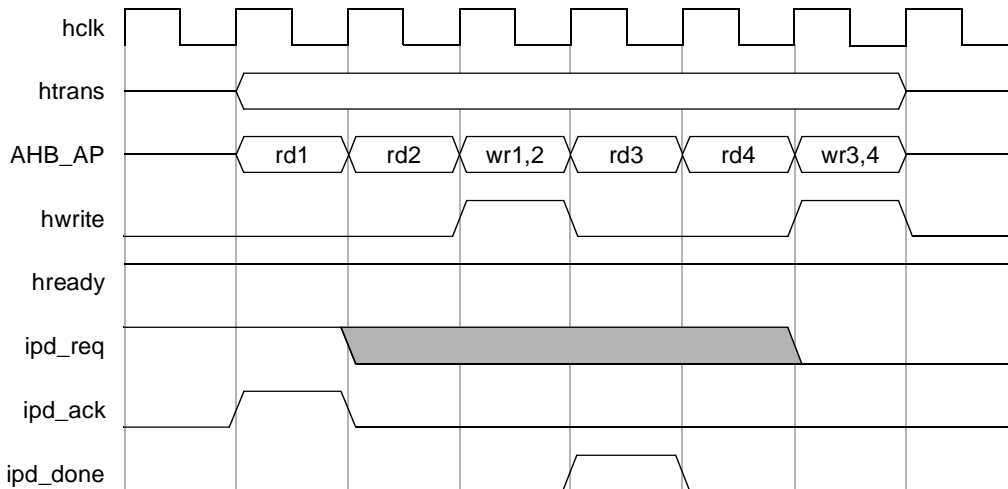 hclk
htrans
AHB_AP rd1 rd2 wr1,2 rd3 rd4 wr3,4
hwrite
hready
ipd_req
ipd_ack
ipd_done